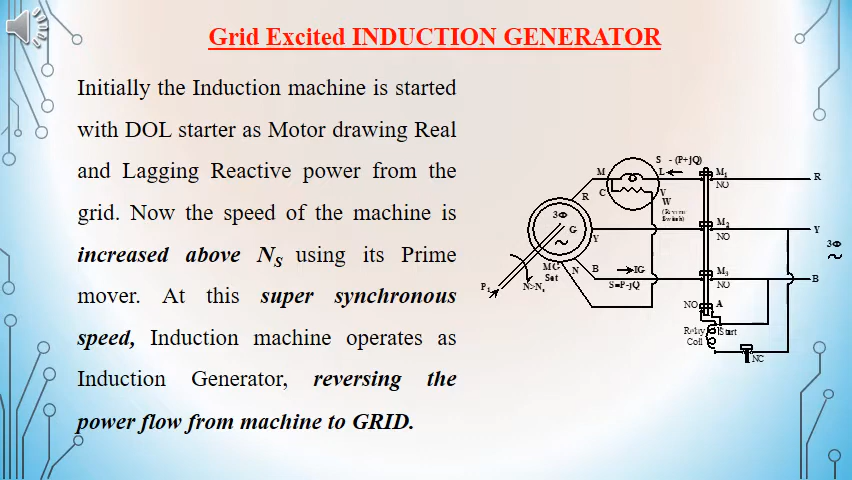 Grid Excited INDUCTION GENERATOR
Initially the Induction machine is started
with DOL starter as Motor drawing Real
and Lagging Reactive power from the
grid. Now the speed of the machine is
increased above NS using its Prime
mover. At this super synchronous
speed, Induction machine operates as
Induction Generator, reversing the
power flow from machine to GRID.
S - (P+jQ)
M L M1 R
NO
C V
R W
3Φ
G
~
Y M2 Y
NO
3Φ
~
MG
Set
N B IG M3 B
NO
P1 N>Ns S=P-jQ
NO A
Relay Start
Coil
NC